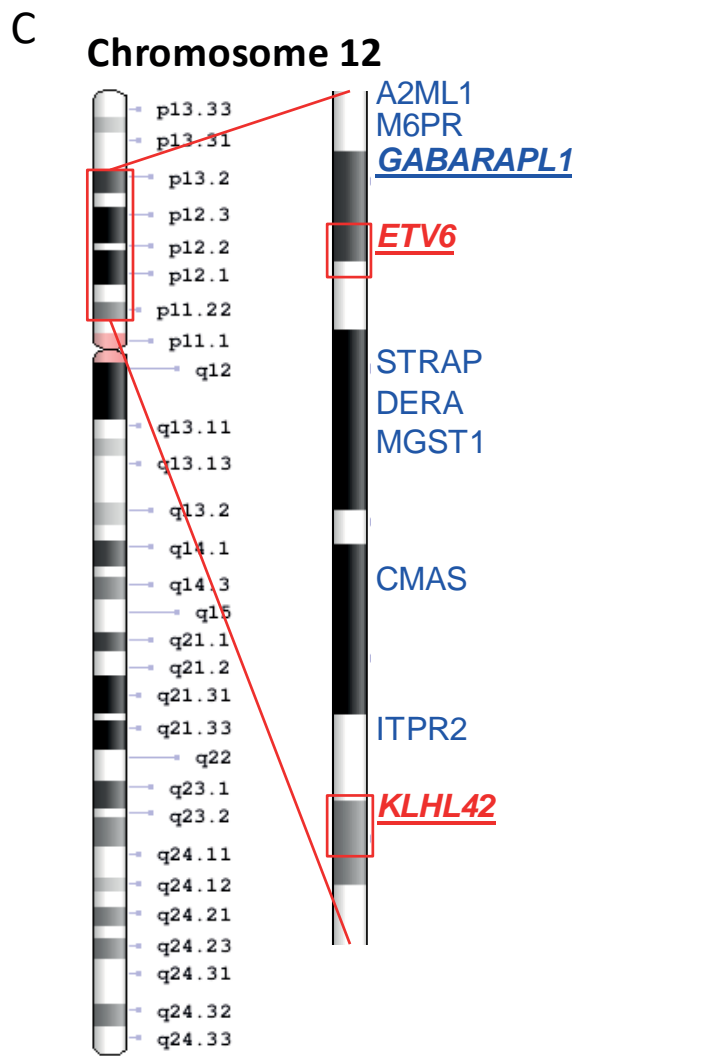 C
Chromosome 12
p13.33
p13.31
p13.2
p12.3
p12.2
p12.1
p11.22
p11.1
q12
q13.11
q13.13
q13.2
q14.1
q14.3
q15
q21.1
q21.2
q21.31
q21.33
q22
q23.1
q23.2
q24.11
q24.12
q24.21
q24.23
q24.31
q24.32
q24.33
A2ML1
M6PR
GABARAPL1
ETV6
STRAP
DERA
MGST1
CMAS
ITPR2
KLHL42